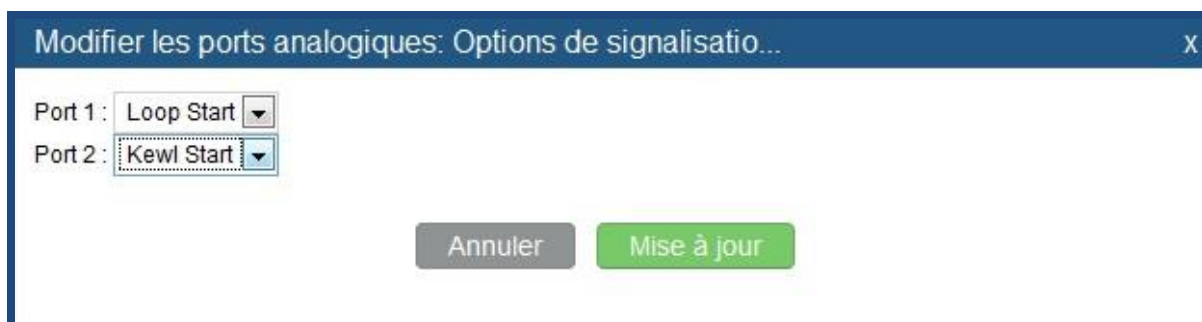 Modifier les ports analogiques: Options de signalisatio... X
Port 1 : Loop Start
Port 2 : Kewl Start
Annuler Mise à jour